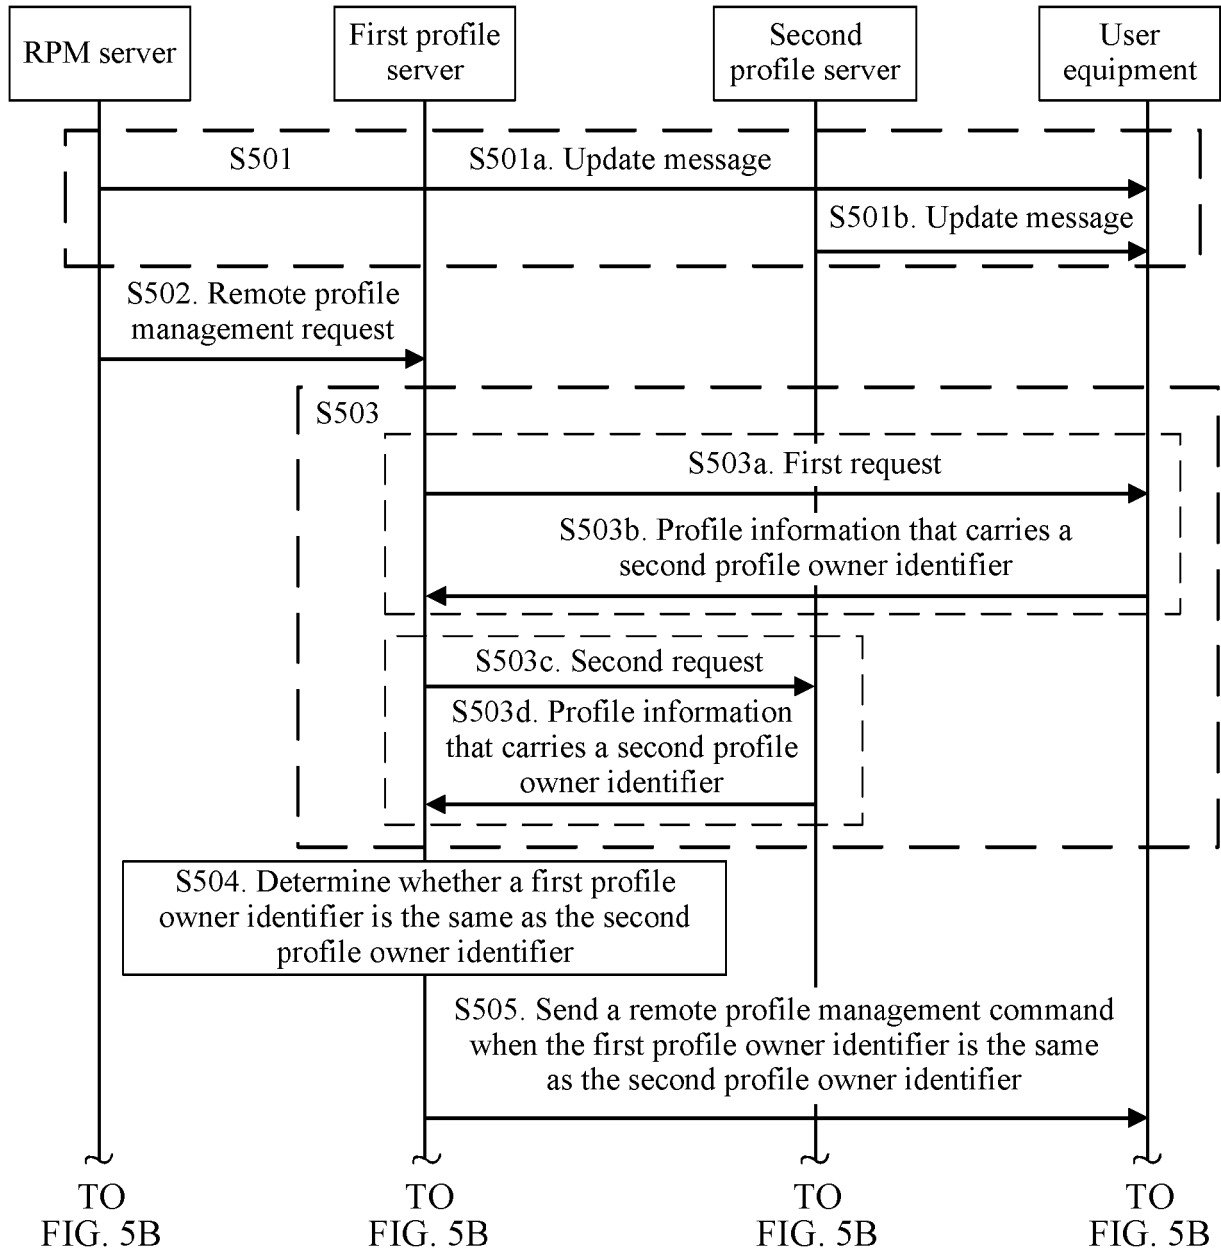 RPM server
First profile
server
Second
profile server
User
equipment
S501
S501a. Update message
S501b. Update message
S502. Remote profile
management request
S503
S503a. First request
S503b. Profile information that carries a
second profile owner identifier
S503c. Second request
S503d. Profile information
that carries a second profile
owner identifier
S504. Determine whether a first profile
owner identifier is the same as the second
profile owner identifier
S505. Send a remote profile management command
when the first profile owner identifier is the same
as the second profile owner identifier
TO
FIG. 5B
TO
FIG. 5B
TO
FIG. 5B
TO
FIG. 5B